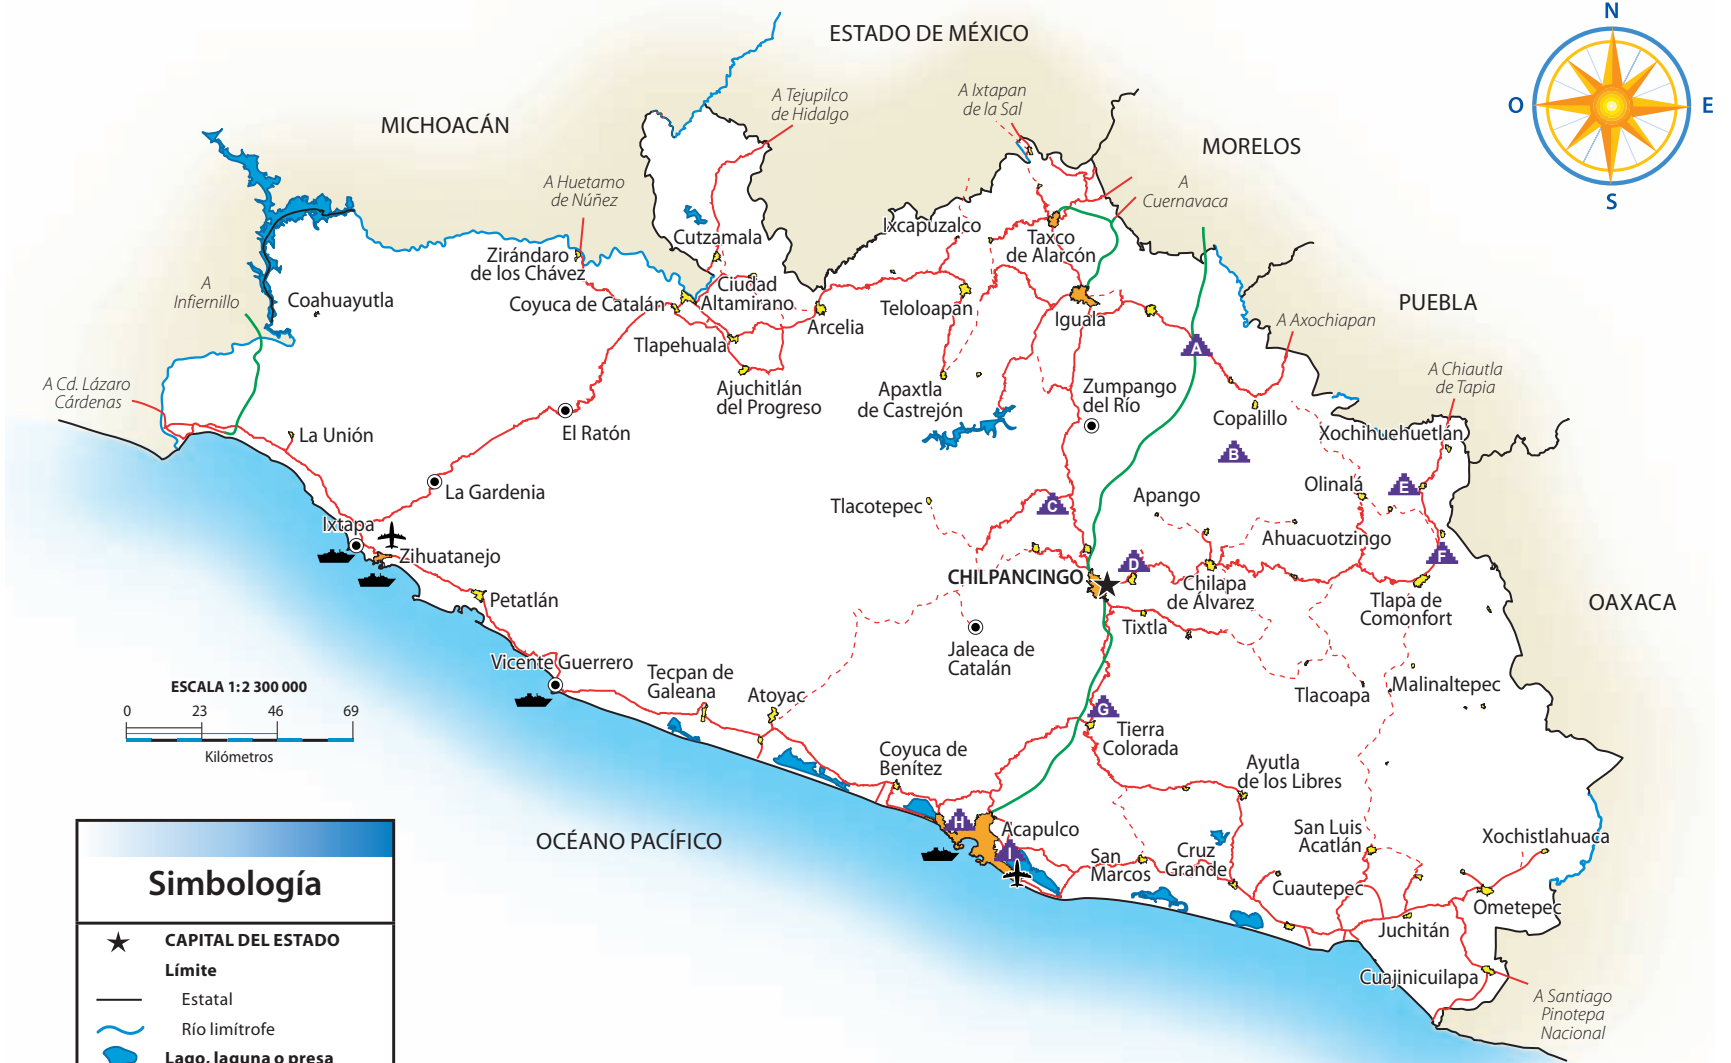 ESTADO DE MÉXICO
N
O
E
S
MICHOACÁN
A Tejupilco
de Hidalgo
A Ixtapan
de la Sal
MORELOS
A Huetamo
de Núñez
A
Cuernavaca
Ixcapuzalco
Cutzamala
Taxco
de Alarcón
Zirándaro
de los Chávez
A
Infiernillo
Coahuayutla
Coyuca de Catalán
Ciudad
Altamirano
Arcelia
Teloloapan
Iguala
PUEBLA
A Axochiapan
Tlapehuala
A
A Cd. Lázaro
Cárdenas
Ajuchitlán
del Progreso
Apaxtla
de Castrejón
Zumpango
del Río
A Chiautla
de Tapia
Copalillo
La Unión
El Ratón
Xochihuehuetlán
B
La Gardenia
Tlacotepec
C
Apango
Olinalá
E
Ixtapa
Zihuatanejo
Ahuacuotzingo
F
D
CHILPANCINGO
Chilapa
de Álvarez
Petatlán
Tlapa de
Comonfort
OAXACA
Tixtla
Jaleaca de
Catalán
Vicente Guerrero
Tecpan de
Galeana
Atoyac
Tlacoapa
Malinaltepec
ESCALA 1:2 300 000
0 23 46 69
Kilómetros
G
Tierra
Colorada
Coyuca de
Benítez
Ayutla
de los Libres
H
Acapulco
I
OCÉANO PACÍFICO
San
Marcos
Cruz
Grande
San Luis
Acatlán
Xochistlahuaca
Cuautepec
Ometepec
Juchitán
Cuajinicuilapa
A Santiago
Pinotepa
Nacional
Simbología
CAPITAL DEL ESTADO
Límite
Estatal
Río limítrofe
Lago, laguna o presa